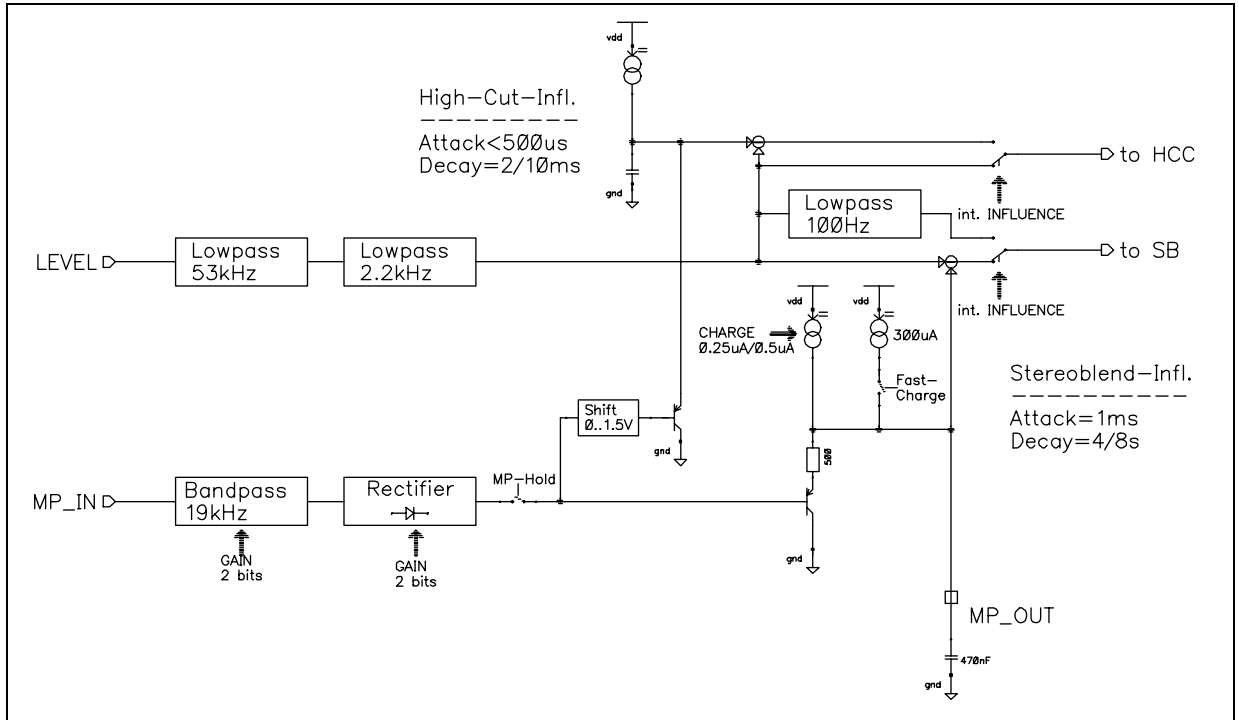 vdd
=
High-Cut-Infl.
Attack<500us
Decay=2/10ms
gnd
to HCC
int. INFLUENCE
Lowpass
100Hz
LEVEL
Lowpass
53kHz
Lowpass
2.2kHz
to SB
int. INFLUENCE
vdd
=
vdd
=
CHARGE
0.25uA/0.5uA
300uA
Fast-
Charge
Stereoblend-Infl.
Attack=1ms
Decay=4/8s
Shift
0..1.5V
gnd
500
MP_IN
Bandpass
19kHz
Rectifier
MP-Hold
GAIN
2 bits
GAIN
2 bits
gnd
MP_OUT
470nF
gnd